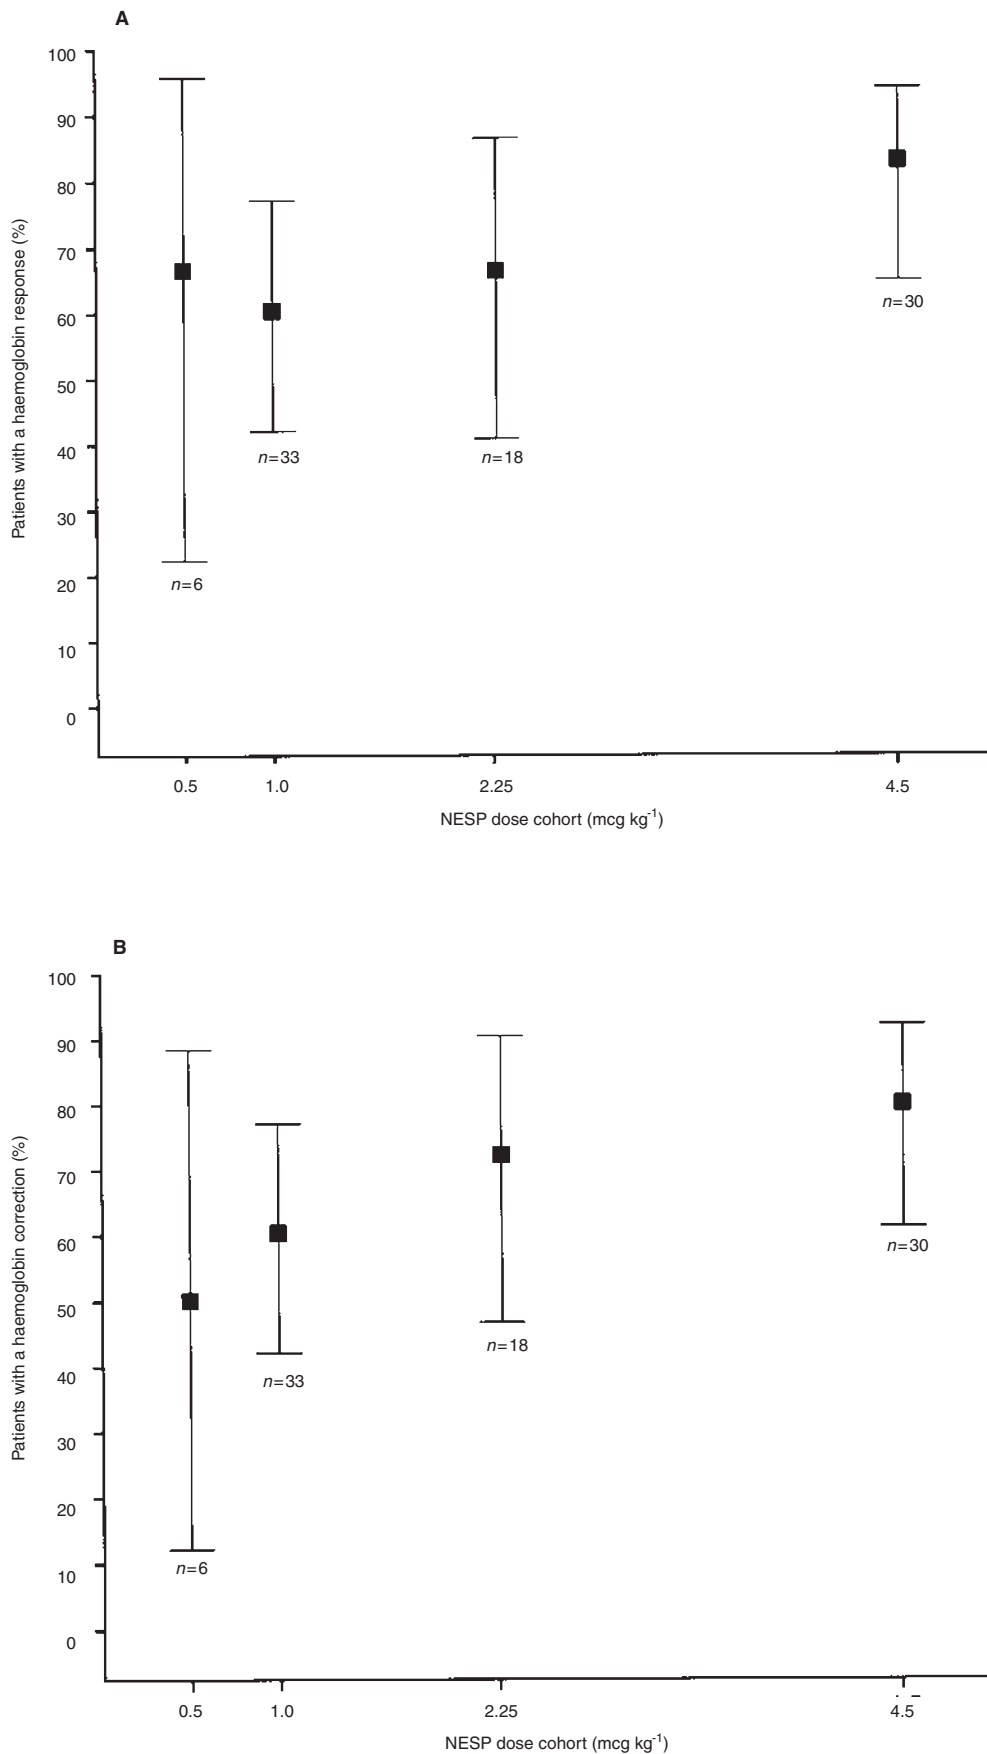 A
100
90
80
70
60
50
40
30
20
10
0
Patients with a haemoglobin response (%)
n=6
n=33
n=18
n=30
0.5 1.0 2.25 4.5
NESP dose cohort (mcg kg⁻¹)
B
100
90
80
70
60
50
40
30
20
10
0
Patients with a haemoglobin correction (%)
n=6
n=33
n=18
n=30
0.5 1.0 2.25 4.5
NESP dose cohort (mcg kg⁻¹)